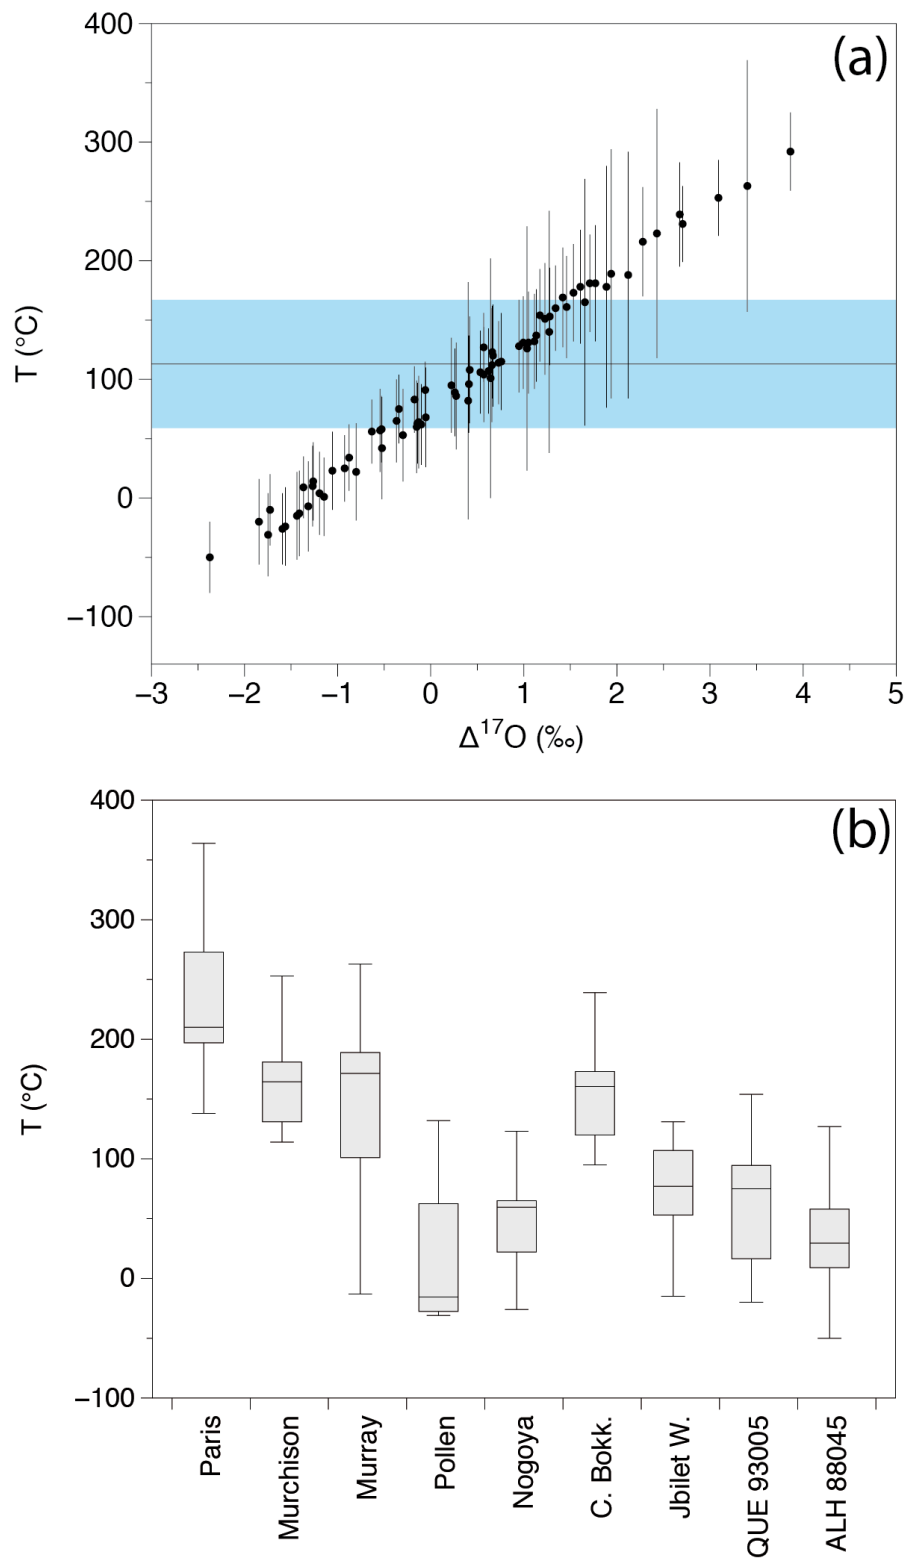 400
(a)
300
200
100
0
−100
T (°C)
−3 −2 −1 0 1 2 3 4 5
Δ17O (‰)
400
(b)
300
200
100
0
−100
T (°C)
Paris
Murchison
Murray
Pollen
Nogoya
C. Bokk.
Jbilet W.
QUE 93005
ALH 88045